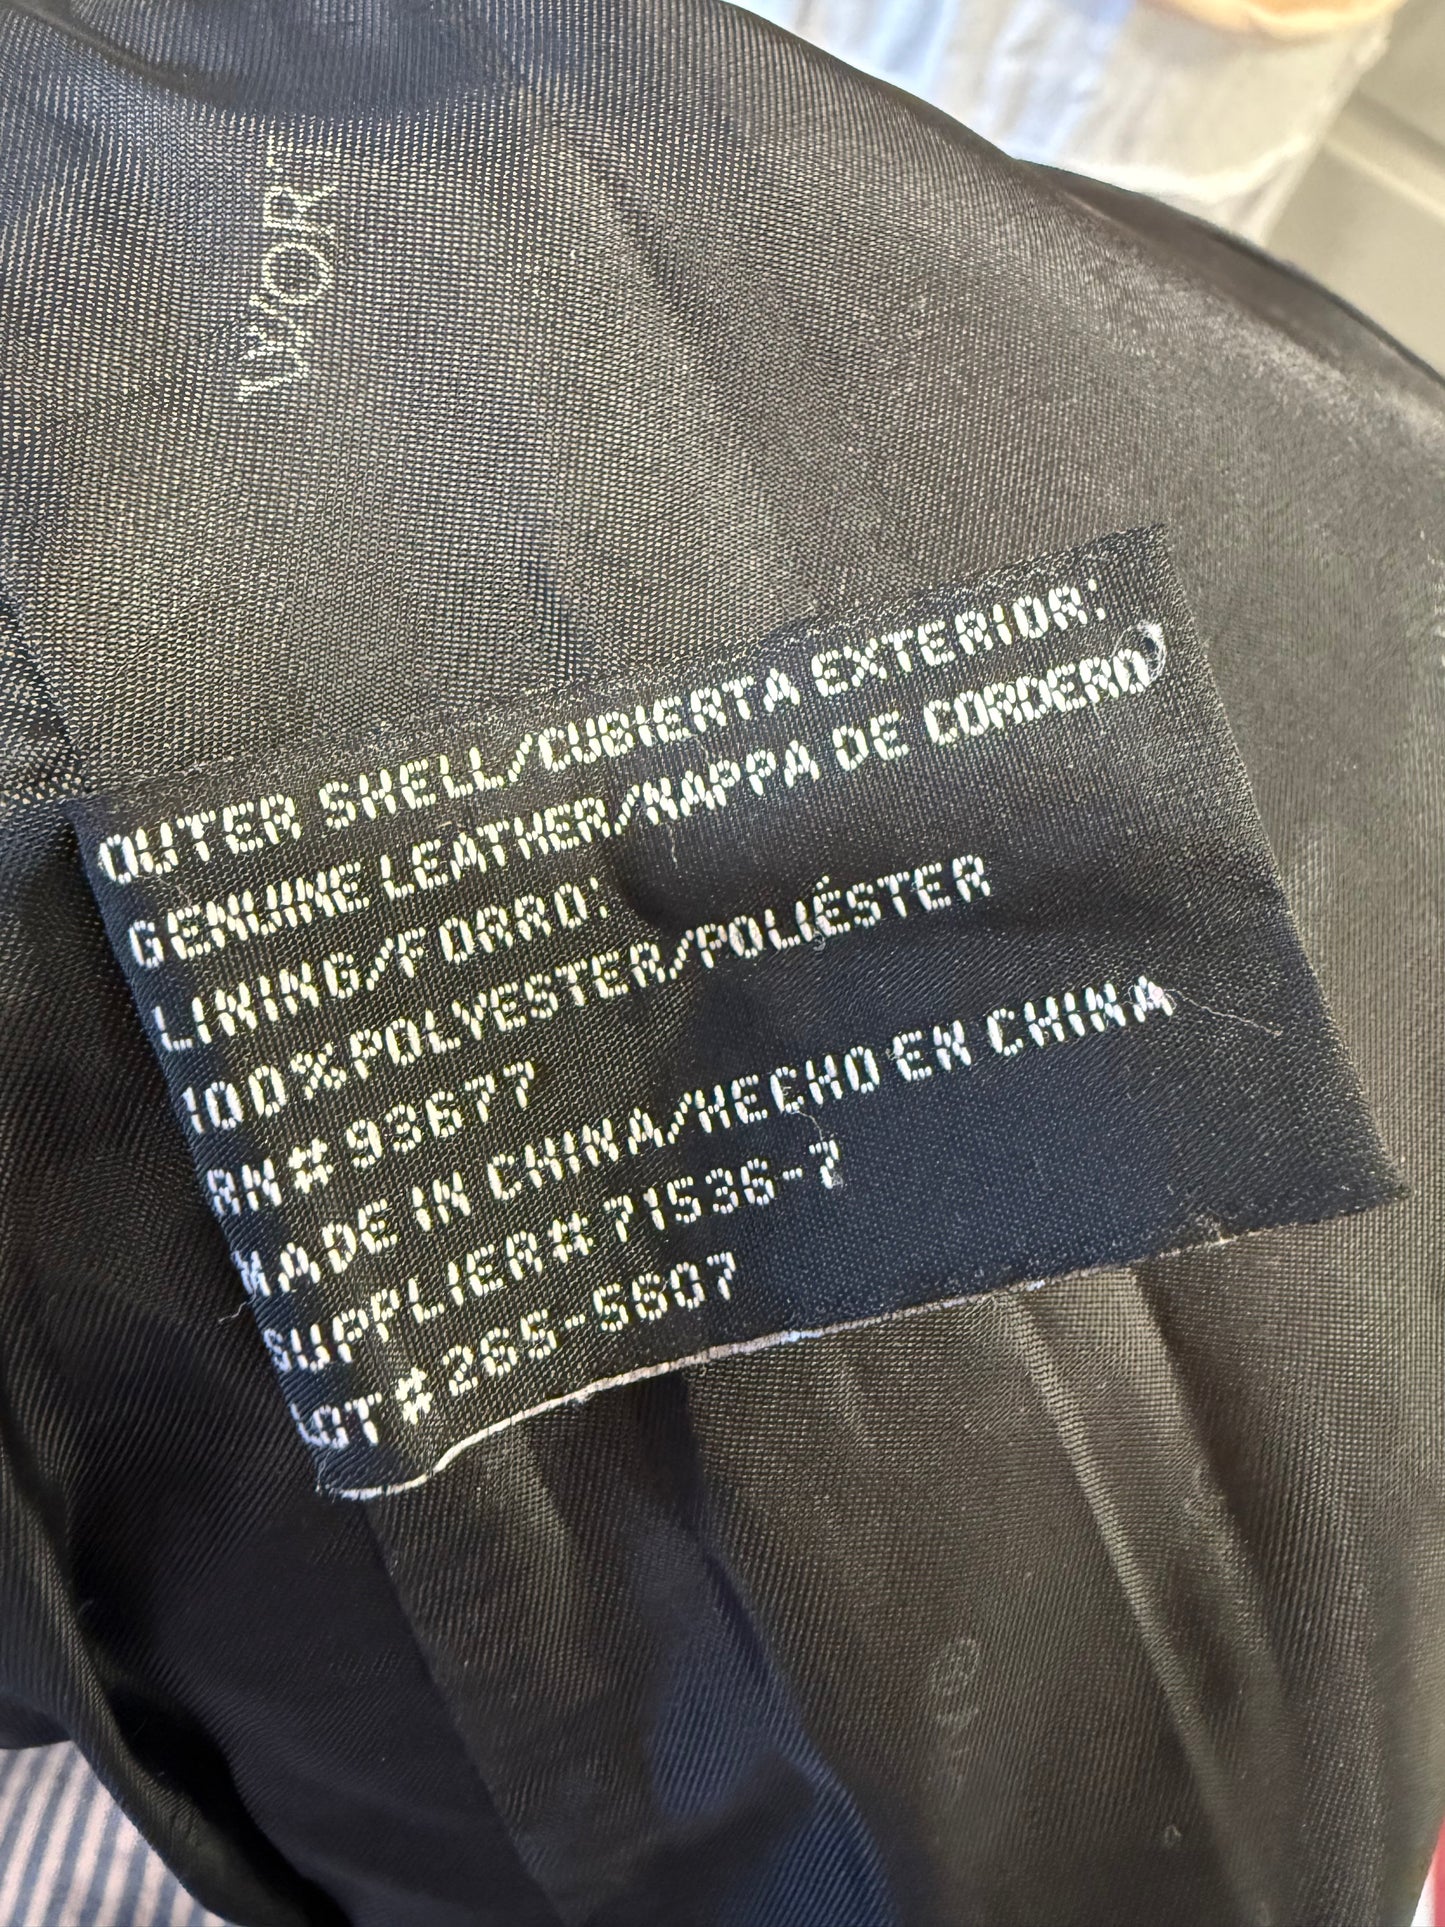 WORT
OUTER SHELL/CUBIERTA EXTERIOR:
GENUINE LEATHER/NAPPA DE CORDERO
LINING/FORRO:
100%POLYESTER/POLIÉSTER
RN#93677
MADE IN CHINA/HECHO EN CHINA
SUPPLIER#71536-7
LOT#265-5607